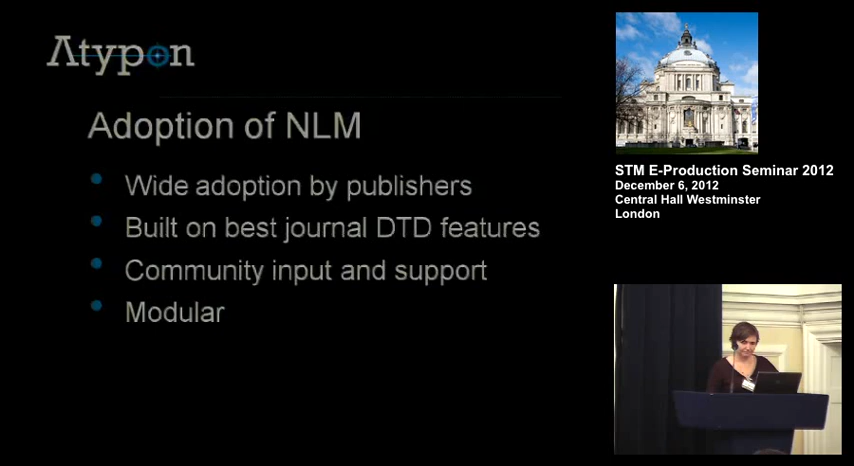 Atypon
Adoption of NLM
Wide adoption by publishers
Built on best journal DTD features
Community input and support
Modular
STM E-Production Seminar 2012
December 6, 2012
Central Hall Westminster
London